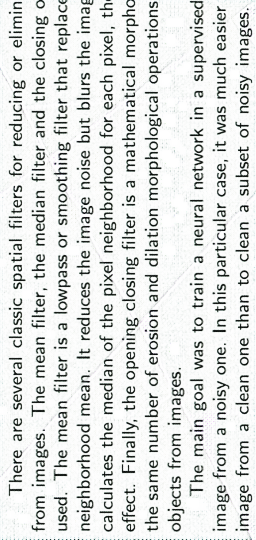 There are several classic spatial filters for reducing or elimin
from images. The mean filter, the median filter and the closing o
used. The mean filter is a lowpass or smoothing filter that replace
neighborhood mean. It reduces the image noise but blurs the imag
calculates the median of the pixel neighborhood for each pixel, the
effect. Finally, the opening closing filter is a mathematical morpho
the same number of erosion and dilation morphological operations
objects from images.
The main goal was to train a neural network in a supervised
image from a noisy one. In this particular case, it was much easier
image from a clean one than to clean a subset of noisy images.